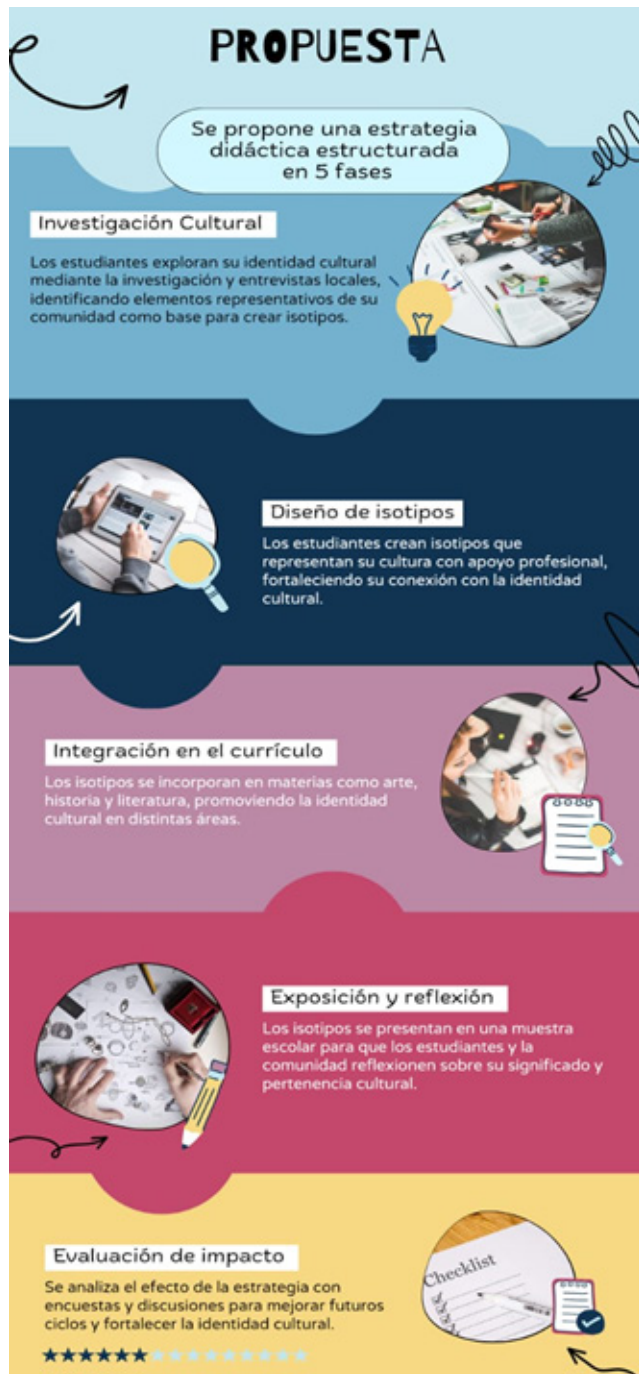 PROPUESTA
Se propone una estrategia
didáctica estructurada
en 5 fases
Investigación Cultural
Los estudiantes exploran su identidad cultural
mediante la investigación y entrevistas locales,
identificando elementos representativos de su
comunidad como base para crear isotipos.
Diseño de isotipos
Los estudiantes crean isotipos que
representan su cultura con apoyo profesional,
fortaleciendo su conexión con la identidad
cultural.
Integración en el currículo
Los isotipos se incorporan en materias como arte,
historia y literatura, promoviendo la identidad
cultural en distintas áreas.
Exposición y reflexión
Los isotipos se presentan en una muestra
escolar para que los estudiantes y la
comunidad reflexionen sobre su significado y
pertenencia cultural.
Evaluación de impacto
Se analiza el efecto de la estrategia con
encuestas y discusiones para mejorar futuros
ciclos y fortalecer la identidad cultural.
Checklist